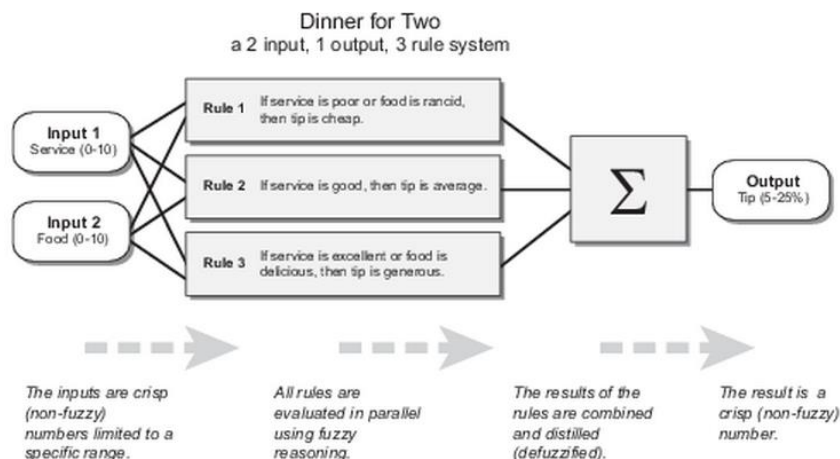 Dinner for Two
a 2 input, 1 output, 3 rule system
Input 1
Service (0-10)
Input 2
Food (0-10)
Rule 1 If service is poor or food is rancid,
then tip is cheap.
Rule 2 If service is good, then tip is average.
Rule 3 If service is excellent or food is
delicious, then tip is generous.
Σ
Output
Tip (5-25%)
The inputs are crisp
(non-fuzzy)
numbers limited to a
specific range.
All rules are
evaluated in parallel
using fuzzy
reasoning.
The results of the
rules are combined
and distilled
(defuzzified).
The result is a
crisp (non-fuzzy)
number.